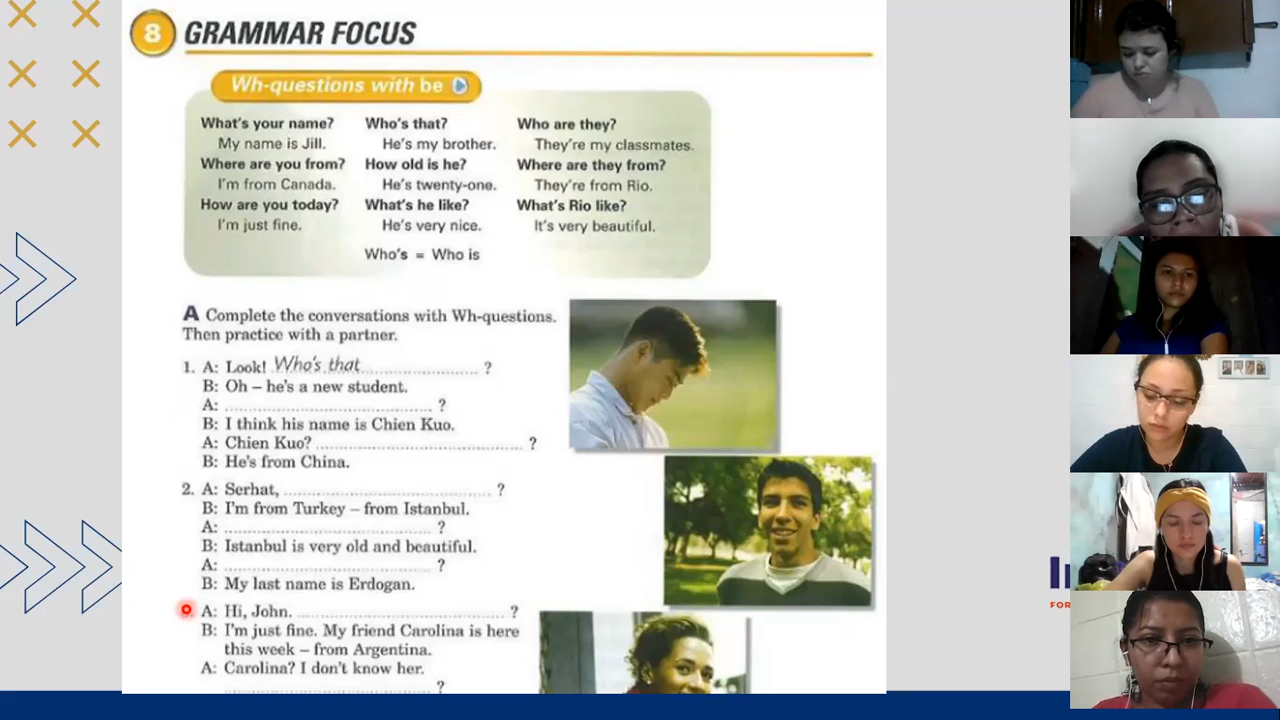 8 GRAMMAR FOCUS
Wh-questions with be
What's your name?
My name is Jill.
Where are you from?
I'm from Canada.
How are you today?
I'm just fine.
Who's that?
He's my brother.
How old is he?
He's twenty-one.
What's he like?
He's very nice.
Who's = Who is
Who are they?
They're my classmates.
Where are they from?
They're from Rio.
What's Rio like?
It's very beautiful.
A Complete the conversations with Wh-questions.
Then practice with a partner.
1. A: Look! Who's that ?
B: Oh – he's a new student.
A: ?
B: I think his name is Chien Kuo.
A: Chien Kuo? ?
B: He's from China.
2. A: Serhat, ?
B: I'm from Turkey – from Istanbul.
A: ?
B: Istanbul is very old and beautiful.
A: ?
B: My last name is Erdogan.
A: Hi, John. ?
B: I'm just fine. My friend Carolina is here
this week – from Argentina.
A: Carolina? I don't know her.
?
FOR